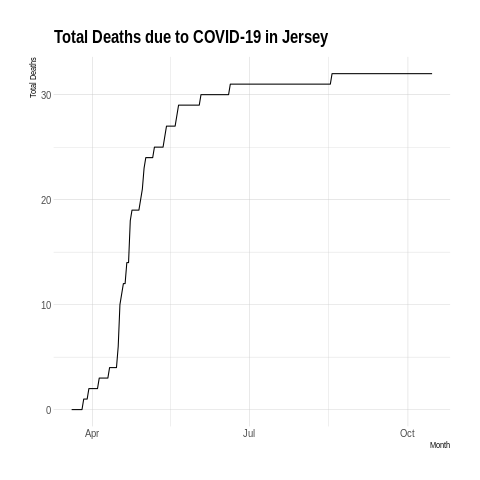 Total Deaths due to COVID-19 in Jersey
Total Deaths
30
20
10
0
Apr
Jul
Oct
Month